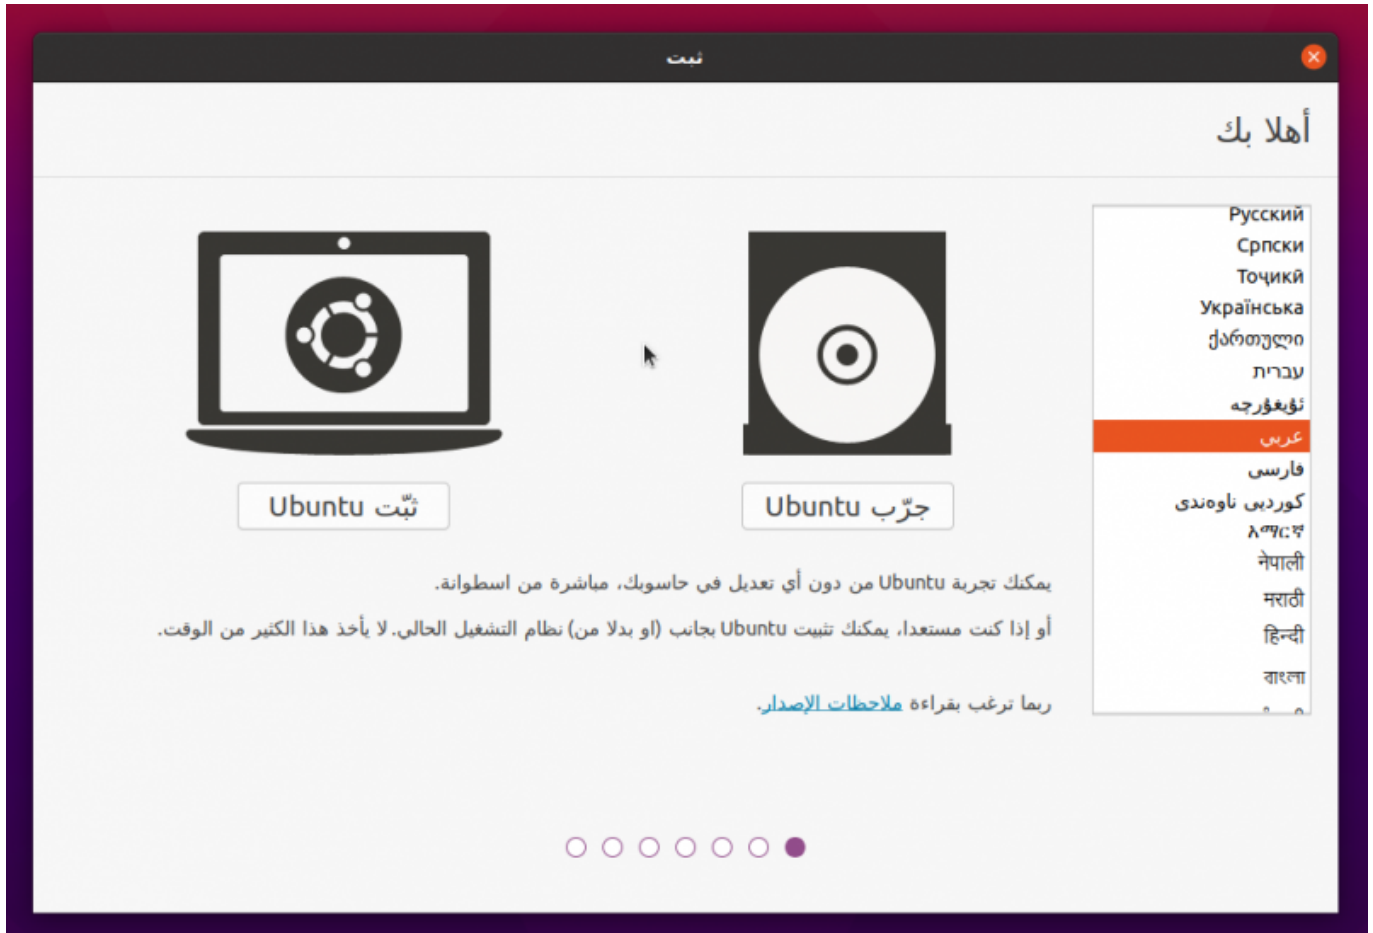 ثبت
أهلا بك
Русский
Српски
Тоҷикӣ
Українська
ქართული
עברית
ئۇيغۇرچە
عربي
فارسی
كوردیی ناوەندی
አማርኛ
नेपाली
मराठी
हिन्दी
বাংলা
جرّب Ubuntu
ثبّت Ubuntu
يمكنك تجربة Ubuntu من دون أي تعديل في حاسوبك، مباشرة من اسطوانة.
أو إذا كنت مستعدا، يمكنك تثبيت Ubuntu بجانب (او بدلا من) نظام التشغيل الحالي. لا يأخذ هذا الكثير من الوقت.
ربما ترغب بقراءة ملاحظات الإصدار.